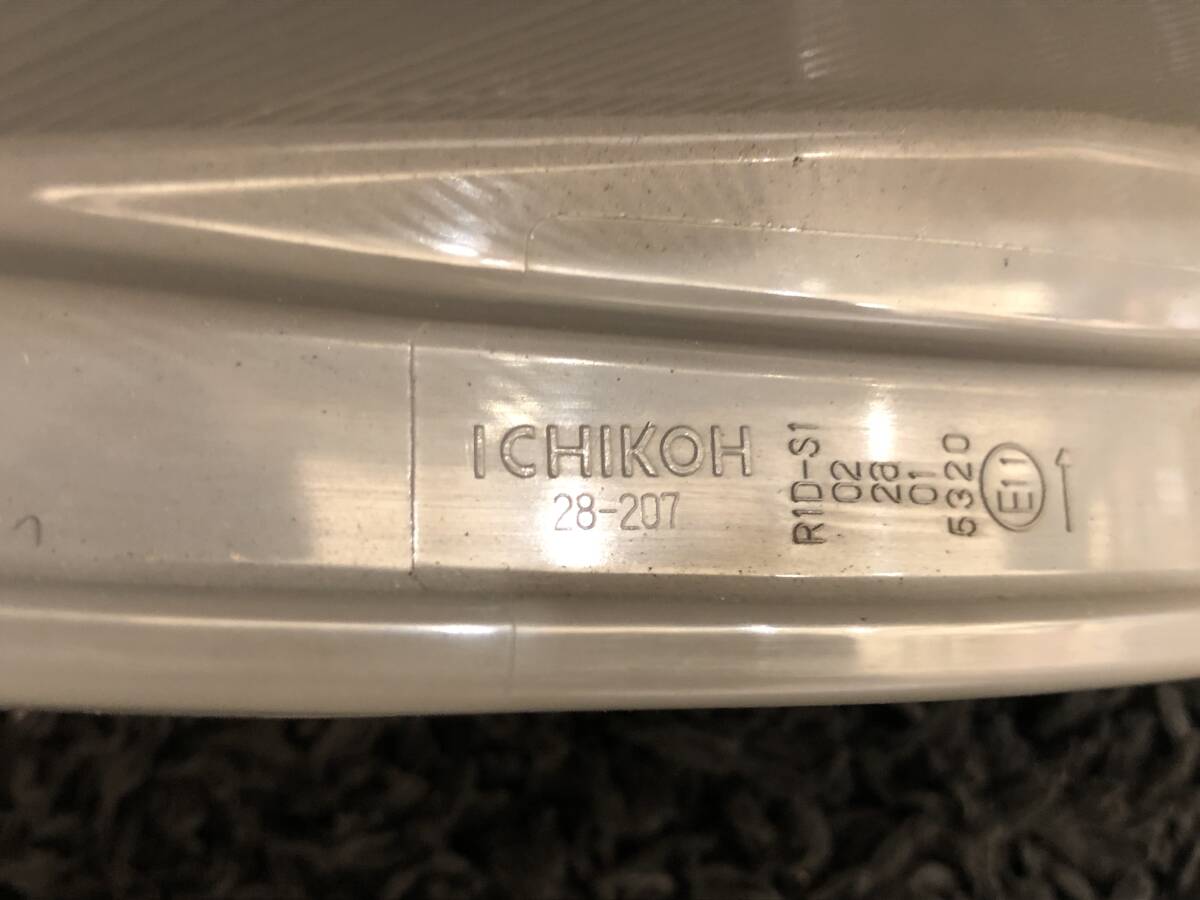 ICHIKOH
28-207
R1D-S1
02
2a
01
5320
E11